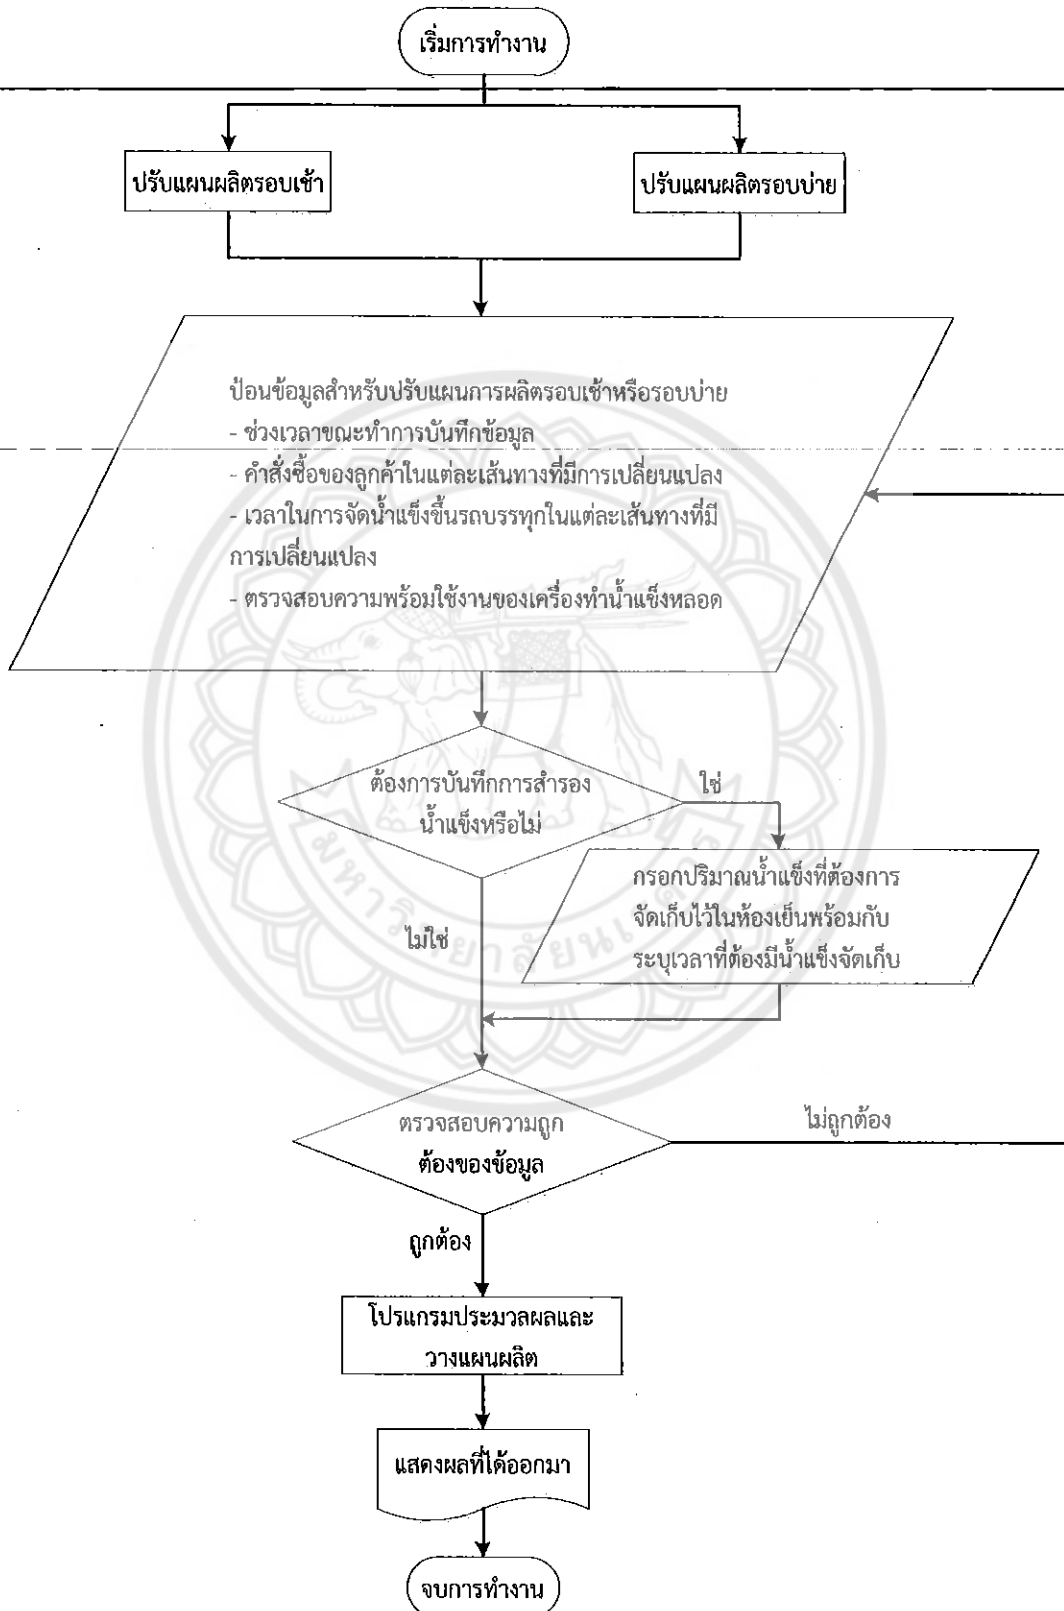 เริ่มการทำงาน
ปรับแผนผลิตรอบเช้า
ปรับแผนผลิตรอบบ่าย
ป้อนข้อมูลสำหรับปรับแผนการผลิตรอบเช้าหรือรอบบ่าย
- ช่วงเวลาขณะทำการบันทึกข้อมูล
- คำสั่งซื้อของลูกค้าในแต่ละเส้นทางที่มีการเปลี่ยนแปลง
- เวลาในการจัดน้ำแข็งขึ้นรถบรรทุกในแต่ละเส้นทางที่มี
การเปลี่ยนแปลง
- ตรวจสอบความพร้อมใช้งานของเครื่องทำน้ำแข็งหลอด
ต้องการบันทึกการสำรอง
น้ำแข็งหรือไม่
ใช่
กรอกปริมาณน้ำแข็งที่ต้องการ
จัดเก็บไว้ในห้องเย็นพร้อมกับ
ระบุเวลาที่ต้องมีน้ำแข็งจัดเก็บ
ไม่ใช่
ตรวจสอบความถูก
ต้องของข้อมูล
ไม่ถูกต้อง
ถูกต้อง
โปรแกรมประมวลผลและ
วางแผนผลิต
แสดงผลที่ได้ออกมา
จบการทำงาน